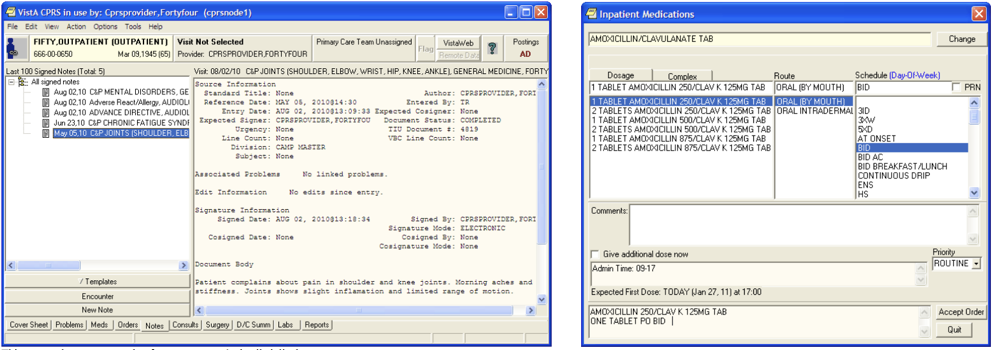 VistA CPRS in use by: Cprsprovider,Fortyfour (cprsnode1)
File Edit View Action Options Tools Help
FIFTY,OUTPATIENT (OUTPATIENT)
666-00-0650 Mar 09,1945 (65)
Visit Not Selected
Provider: CPRSPROVIDER,FORTYFOUR
Primary Care Team Unassigned
Flag
VistaWeb
Remote Data
Postings
AD
Last 100 Signed Notes (Total: 5)
All signed notes
Aug 02,10 C&P MENTAL DISORDERS, GE
Aug 02,10 Adverse React/Allergy, AUDIOLO
Aug 02,10 ADVANCE DIRECTIVE, AUDIOL
Jun 23,10 C&P CHRONIC FATIGUE SYNDF
May 05,10 C&P JOINTS (SHOULDER, ELB
/ Templates
Encounter
New Note
Visit: 08/02/10 C&P JOINTS (SHOULDER, ELBOW, WRIST, HIP, KNEE, ANKLE), GENERAL MEDICINE, FORTY
Source Information
Standard Title: None Author: CPRSPROVIDER,FORT
Reference Date: MAY 05, 2010@14:30 Entered By: TR
Entry Date: AUG 02, 2010@13:09:33 Expected Cosigner: None
Expected Signer: CPRSPROVIDER,FORTYFOU Document Status: COMPLETED
Urgency: None TIU Document #: 4819
Line Count: None VBC Line Count: None
Division: CAMP MASTER
Subject: None
Associated Problems No linked problems.
Edit Information No edits since entry.
Signature Information
Signed Date: AUG 02, 2010@13:18:34 Signed By: CPRSPROVIDER,FORT
Signature Mode: ELECTRONIC
Cosigned Date: None Cosigned By: None
Cosignature Mode: None
Document Body
Patient complains about pain in shoulder and knee joints. Morning aches and
stiffness. Joints shows slight inflamation and limited range of motion.
Cover Sheet Problems Meds Orders Notes Consults Surgery D/C Summ Labs Reports
Inpatient Medications
AMOXICILLIN/CLAVULANATE TAB
Change
Dosage Complex
Route
Schedule (Day-Of-Week)
1 TABLET AMOXICILLIN 250/CLAV K 125MG TAB
ORAL (BY MOUTH)
BID
PRN
1 TABLET AMOXICILLIN 250/CLAV K 125MG TAB
2 TABLETS AMOXICILLIN 250/CLAV K 125MG TAB
1 TABLET AMOXICILLIN 500/CLAV K 125MG TAB
2 TABLETS AMOXICILLIN 500/CLAV K 125MG TAB
1 TABLET AMOXICILLIN 875/CLAV K 125MG TAB
2 TABLETS AMOXICILLIN 875/CLAV K 125MG TAB
ORAL (BY MOUTH)
ORAL INTRADERMAL
3ID
3XW
5XD
AT ONSET
BID
BID AC
BID BREAKFAST/LUNCH
CONTINUOUS DRIP
ENS
HS
Comments:
Give additional dose now
Priority
ROUTINE
Admin Time: 09-17
Expected First Dose: TODAY (Jan 27, 11) at 17:00
AMOXICILLIN 250/CLAV K 125MG TAB
ONE TABLET PO BID
Accept Order
Quit